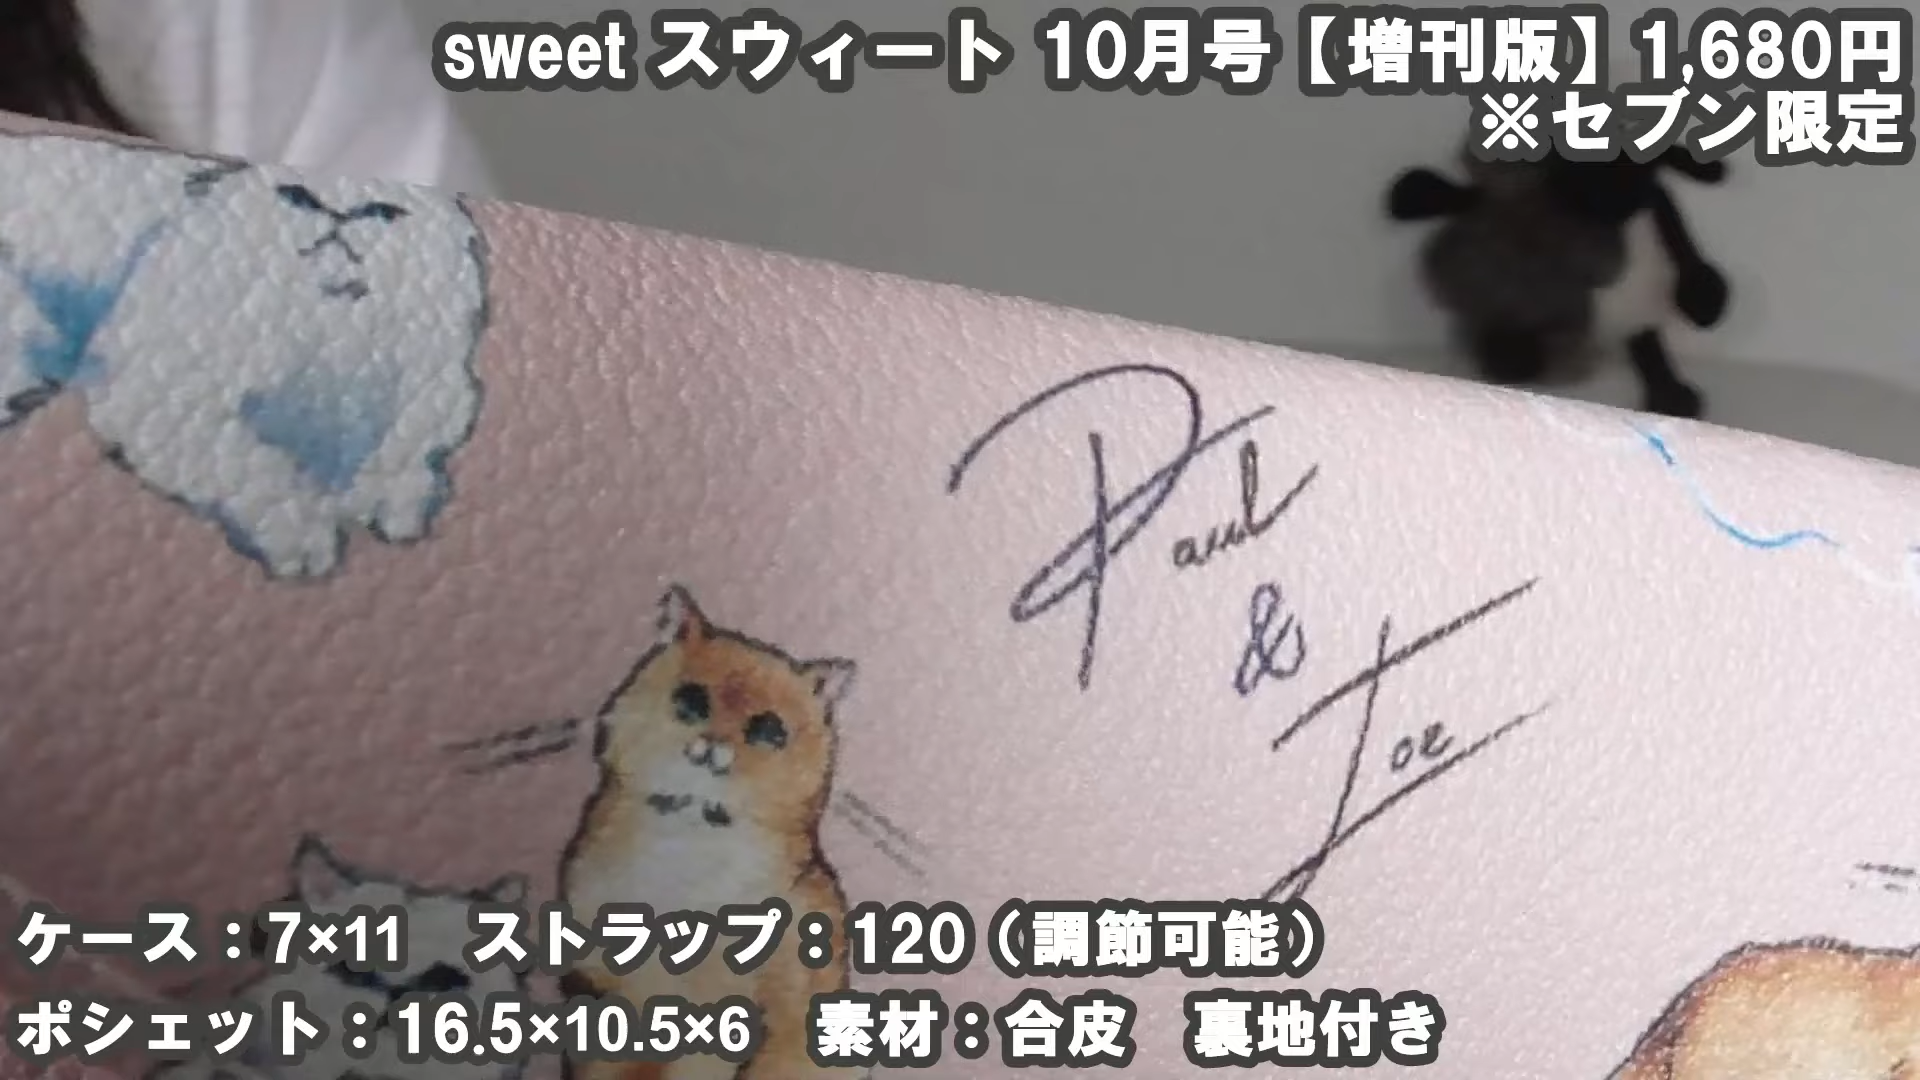 sweet スウィート 10月号【増刊版】1,680円
※セブン限定
Paul
&
Joe
ケース：7×11　ストラップ：120（調節可能）
ポシェット：16.5×10.5×6　素材：合皮　裏地付き